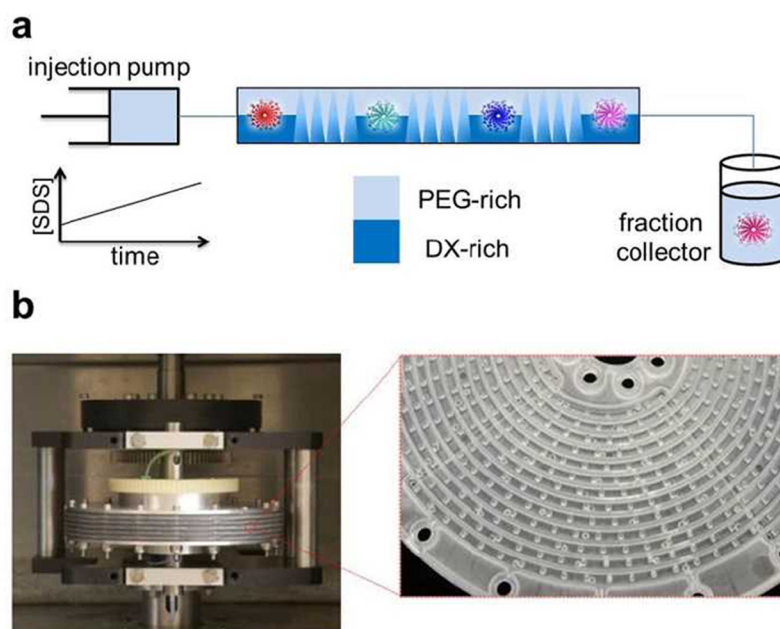 a
injection pump
[SDS]
time
PEG-rich
DX-rich
fraction
collector
b